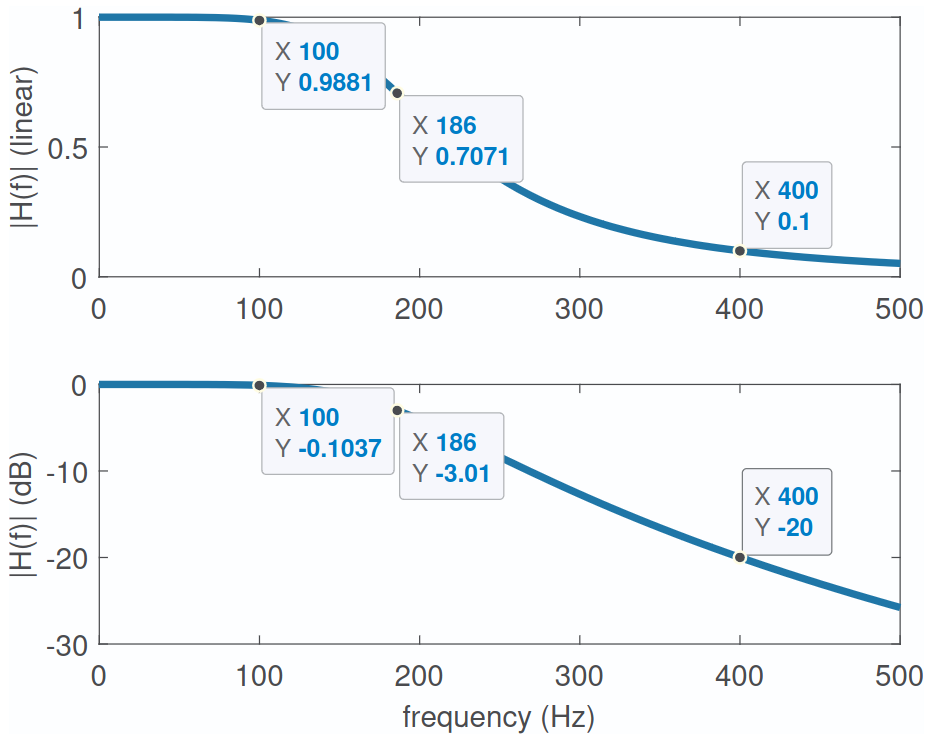 |H(f)| (linear)
1
0.5
0
X 100
Y 0.9881
X 186
Y 0.7071
X 400
Y 0.1
0 100 200 300 400 500
|H(f)| (dB)
0
-10
-20
-30
X 100
Y -0.1037
X 186
Y -3.01
X 400
Y -20
0 100 200 300 400 500
frequency (Hz)